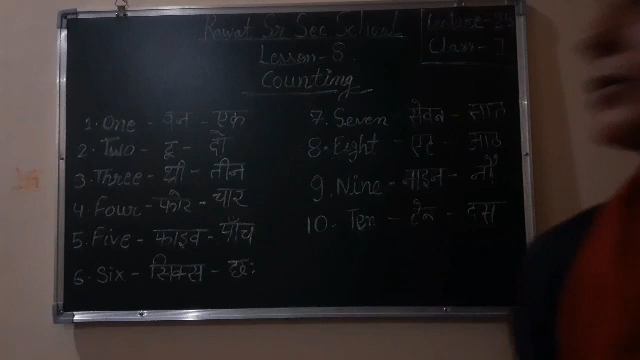 Rawat Sr Sec School
Lesson-6.
Counting
Lecture-
Class-I
1. One - वन - एक
2. Two - टू - दो
3. Three - थ्री - तीन
4. Four - फोर - चार
5. Five - फाइव - पाँच
6. Six - सिक्स - छः
7. Seven - सेवन - सात
8. Eight - एट - आठ
9. Nine - नाइन - नौ
10. Ten - टेन - दस